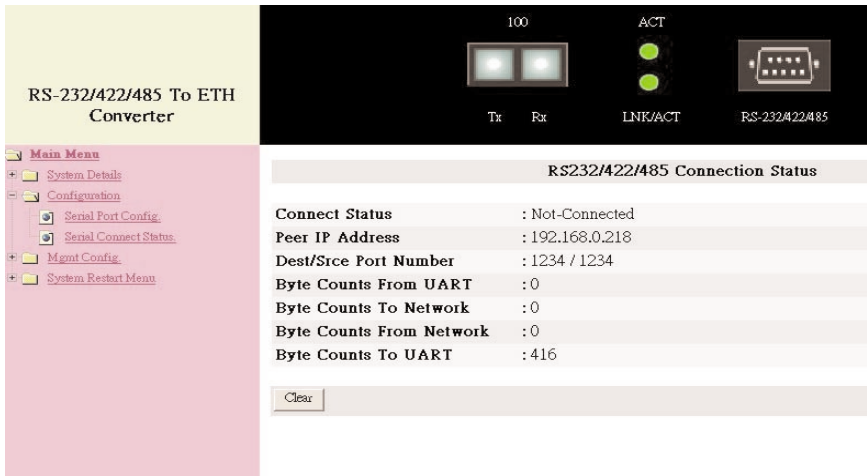 RS-232/422/485 To ETH
Converter
100
ACT
Tx Rx LNK/ACT RS-232/422/485
Main Menu
System Details
Configuration
Serial Port Config.
Serial Connect Status.
Mgmt Config.
System Restart Menu
RS232/422/485 Connection Status
Connect Status : Not-Connected
Peer IP Address : 192.168.0.218
Dest/Srce Port Number : 1234 / 1234
Byte Counts From UART : 0
Byte Counts To Network : 0
Byte Counts From Network : 0
Byte Counts To UART : 416
Clear